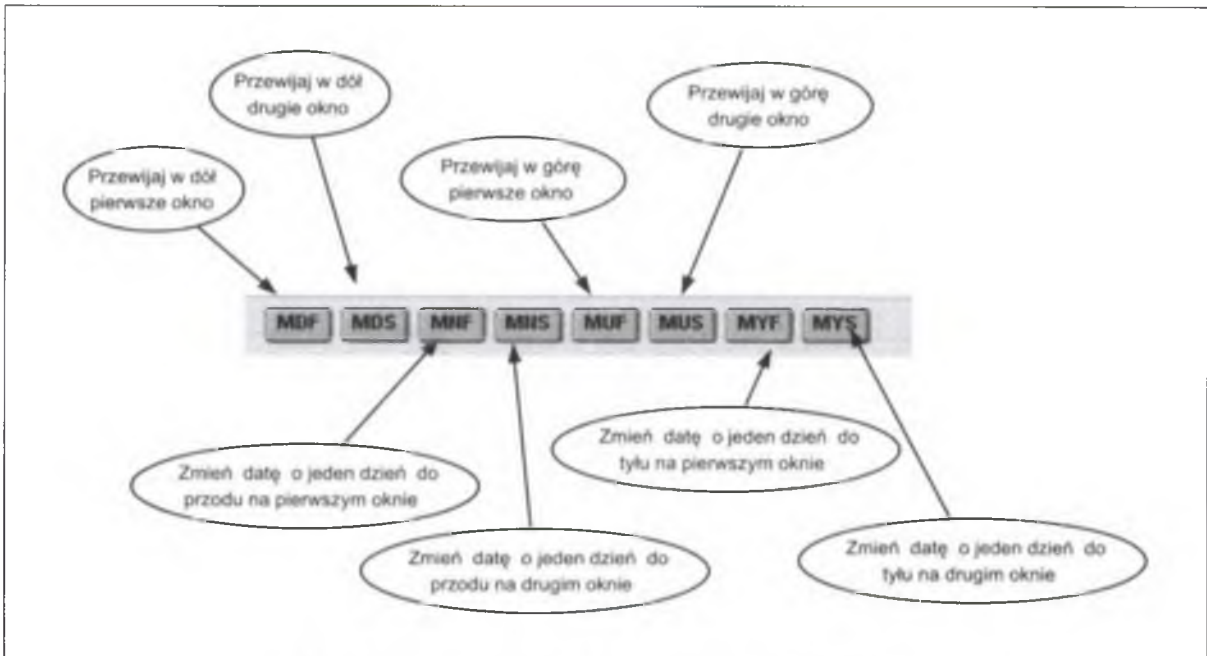 Przewijaj w dół
drugie okno
Przewijaj w górę
drugie okno
Przewijaj w dół
pierwsze okno
Przewijaj w górę
pierwsze okno
MDF MDS MNF MNS MUF MUS MYF MYS
Zmień datę o jeden dzień do
przodu na pierwszym oknie
Zmień datę o jeden dzień do
tyłu na pierwszym oknie
Zmień datę o jeden dzień do
przodu na drugim oknie
Zmień datę o jeden dzień do
tyłu na drugim oknie